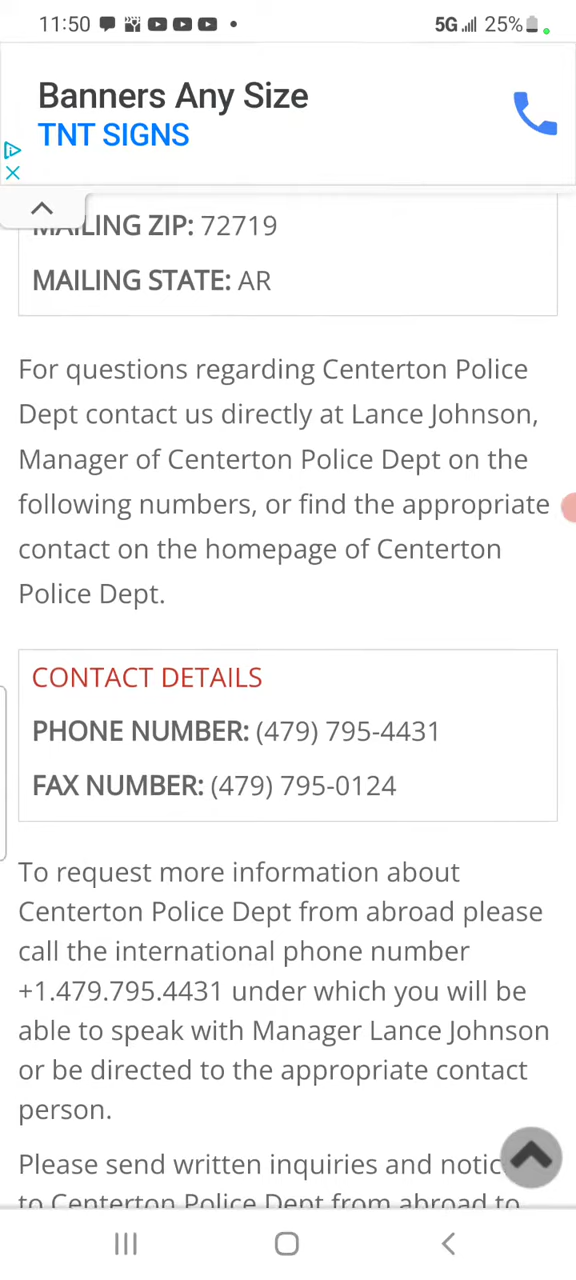 11:50
5G 25%
Banners Any Size
TNT SIGNS
MAILING ZIP: 72719
MAILING STATE: AR
For questions regarding Centerton Police
Dept contact us directly at Lance Johnson,
Manager of Centerton Police Dept on the
following numbers, or find the appropriate
contact on the homepage of Centerton
Police Dept.
CONTACT DETAILS
PHONE NUMBER: (479) 795-4431
FAX NUMBER: (479) 795-0124
To request more information about
Centerton Police Dept from abroad please
call the international phone number
+1.479.795.4431 under which you will be
able to speak with Manager Lance Johnson
or be directed to the appropriate contact
person.
Please send written inquiries and notic
to Centerton Police Dept from abroad to